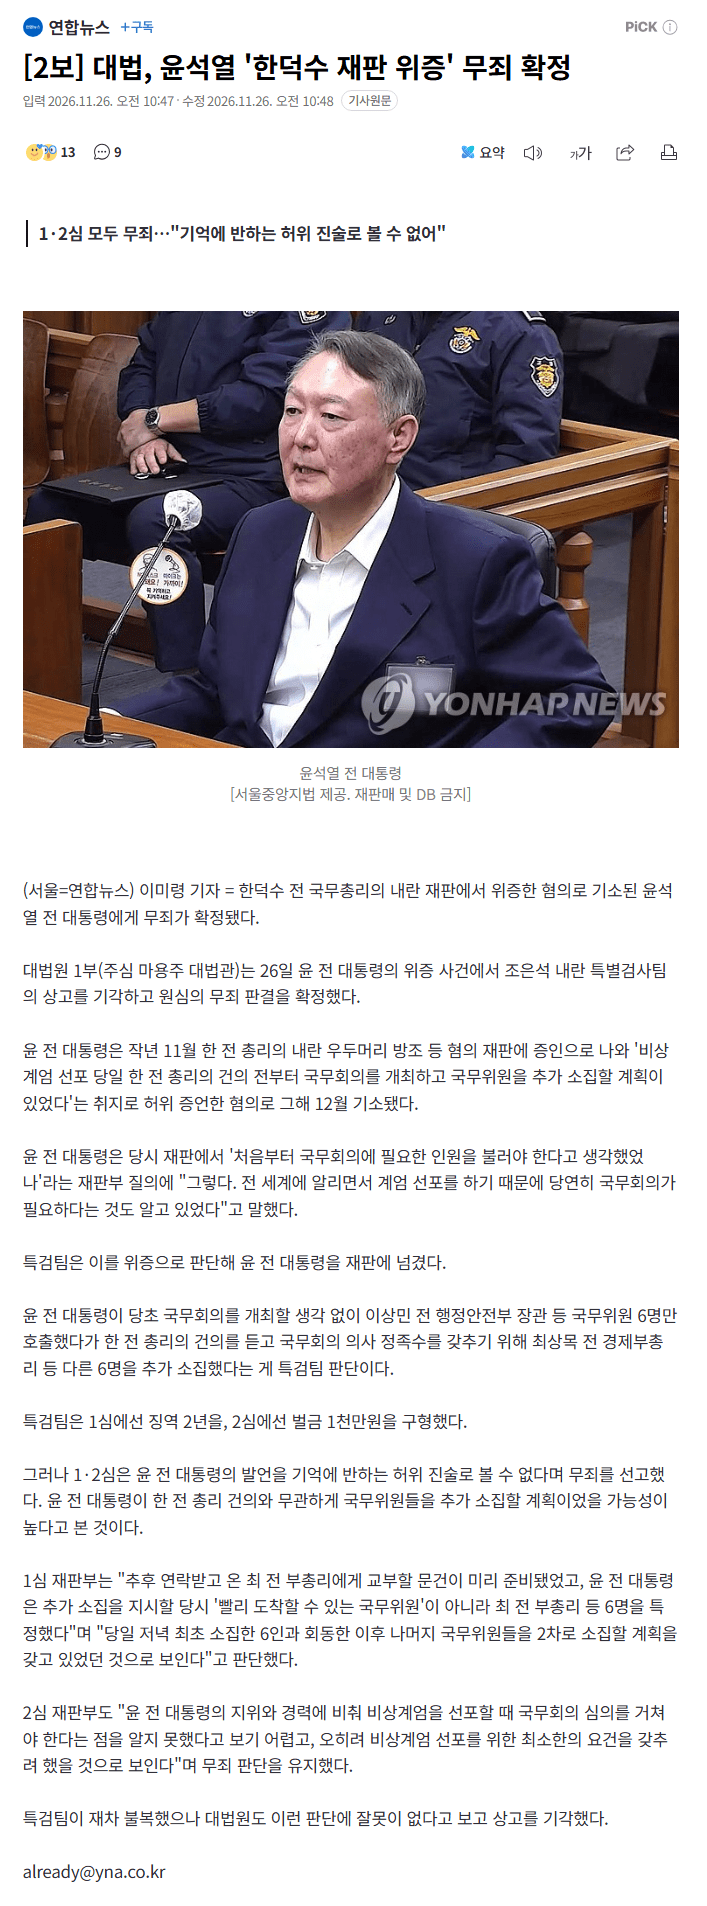 연합뉴스 +구독
PiCK
[2보] 대법, 윤석열 '한덕수 재판 위증' 무죄 확정
입력 2026.11.26. 오전 10:47 · 수정 2026.11.26. 오전 10:48 기사원문
13 9 요약 가가
1·2심 모두 무죄…"기억에 반하는 허위 진술로 볼 수 없어"
마이크는
가까이!
꼭 기억하고
지켜주세요!
YONHAP NEWS
윤석열 전 대통령
[서울중앙지법 제공. 재판매 및 DB 금지]
(서울=연합뉴스) 이미령 기자 = 한덕수 전 국무총리의 내란 재판에서 위증한 혐의로 기소된 윤석
열 전 대통령에게 무죄가 확정됐다.
대법원 1부(주심 마용주 대법관)는 26일 윤 전 대통령의 위증 사건에서 조은석 내란 특별검사팀
의 상고를 기각하고 원심의 무죄 판결을 확정했다.
윤 전 대통령은 작년 11월 한 전 총리의 내란 우두머리 방조 등 혐의 재판에 증인으로 나와 '비상
계엄 선포 당일 한 전 총리의 건의 전부터 국무회의를 개최하고 국무위원을 추가 소집할 계획이
있었다'는 취지로 허위 증언한 혐의로 그해 12월 기소됐다.
윤 전 대통령은 당시 재판에서 '처음부터 국무회의에 필요한 인원을 불러야 한다고 생각했었
나'라는 재판부 질의에 "그렇다. 전 세계에 알리면서 계엄 선포를 하기 때문에 당연히 국무회의가
필요하다는 것도 알고 있었다"고 말했다.
특검팀은 이를 위증으로 판단해 윤 전 대통령을 재판에 넘겼다.
윤 전 대통령이 당초 국무회의를 개최할 생각 없이 이상민 전 행정안전부 장관 등 국무위원 6명만
호출했다가 한 전 총리의 건의를 듣고 국무회의 의사 정족수를 갖추기 위해 최상목 전 경제부총
리 등 다른 6명을 추가 소집했다는 게 특검팀 판단이다.
특검팀은 1심에선 징역 2년을, 2심에선 벌금 1천만원을 구형했다.
그러나 1·2심은 윤 전 대통령의 발언을 기억에 반하는 허위 진술로 볼 수 없다며 무죄를 선고했
다. 윤 전 대통령이 한 전 총리 건의와 무관하게 국무위원들을 추가 소집할 계획이었을 가능성이
높다고 본 것이다.
1심 재판부는 "추후 연락받고 온 최 전 부총리에게 교부할 문건이 미리 준비됐었고, 윤 전 대통령
은 추가 소집을 지시할 당시 '빨리 도착할 수 있는 국무위원'이 아니라 최 전 부총리 등 6명을 특
정했다"며 "당일 저녁 최초 소집한 6인과 회동한 이후 나머지 국무위원들을 2차로 소집할 계획을
갖고 있었던 것으로 보인다"고 판단했다.
2심 재판부도 "윤 전 대통령의 지위와 경력에 비춰 비상계엄을 선포할 때 국무회의 심의를 거쳐
야 한다는 점을 알지 못했다고 보기 어렵고, 오히려 비상계엄 선포를 위한 최소한의 요건을 갖추
려 했을 것으로 보인다"며 무죄 판단을 유지했다.
특검팀이 재차 불복했으나 대법원도 이런 판단에 잘못이 없다고 보고 상고를 기각했다.
already@yna.co.kr